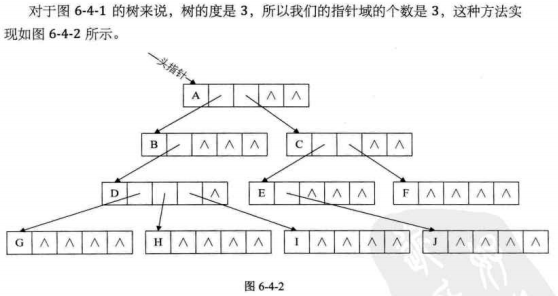 对于图 6-4-1 的树来说，树的度是 3，所以我们的指针域的个数是 3，这种方法实
现如图 6-4-2 所示。
头指针
A ∧ ∧
B ∧ ∧ ∧ C ∧ ∧
D ∧ E ∧ ∧ ∧ F ∧ ∧ ∧ ∧
G ∧ ∧ ∧ ∧ H ∧ ∧ ∧ ∧ I ∧ ∧ ∧ ∧ J ∧ ∧ ∧ ∧
图 6-4-2